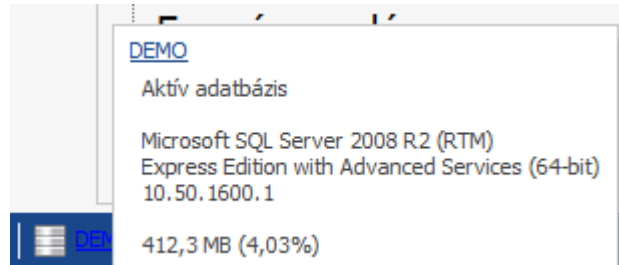 DEMO
Aktív adatbázis
Microsoft SQL Server 2008 R2 (RTM)
Express Edition with Advanced Services (64-bit)
10.50.1600.1
412,3 MB (4,03%)